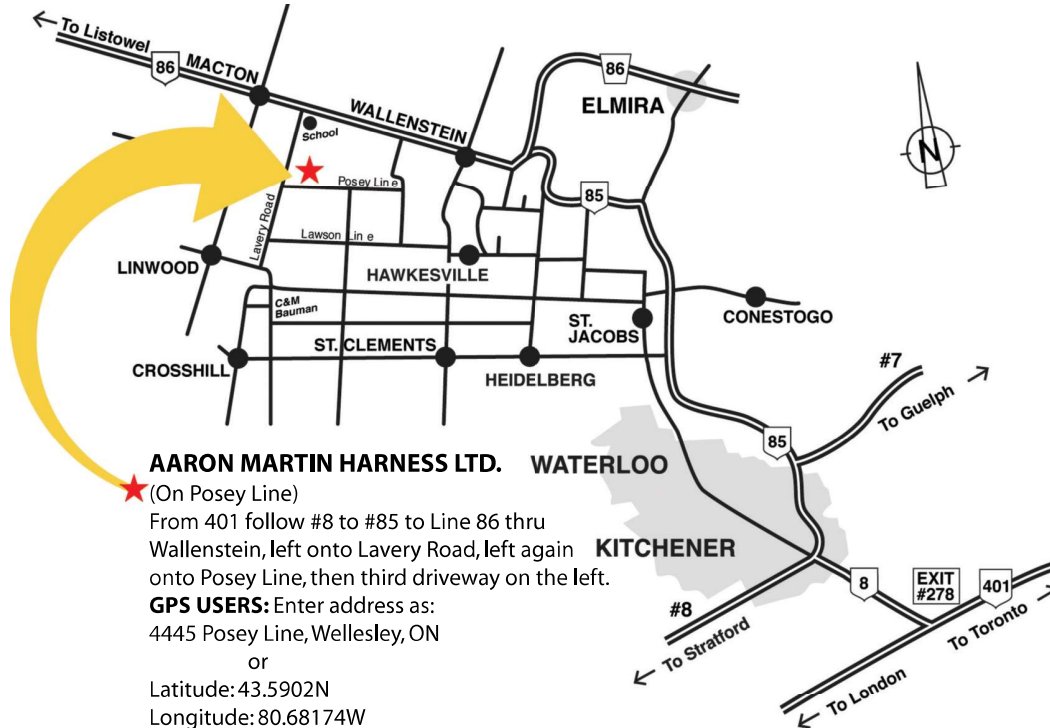 To Listowel
86
MACTON
WALLENSTEIN
86
ELMIRA
School
N
Posey Line
85
Lavery Road
Lawson Line
LINWOOD
HAWKESVILLE
C&M
Bauman
ST.
JACOBS
CONESTOGO
ST. CLEMENTS
CROSSHILL
HEIDELBERG
#7
To Guelph
85
AARON MARTIN HARNESS LTD.
(On Posey Line)
From 401 follow #8 to #85 to Line 86 thru
Wallenstein, left onto Lavery Road, left again
onto Posey Line, then third driveway on the left.
GPS USERS: Enter address as:
4445 Posey Line, Wellesley, ON
or
Latitude: 43.5902N
Longitude: 80.68174W
WATERLOO
KITCHENER
8
EXIT
#278
401
#8
To Stratford
To Toronto
To London